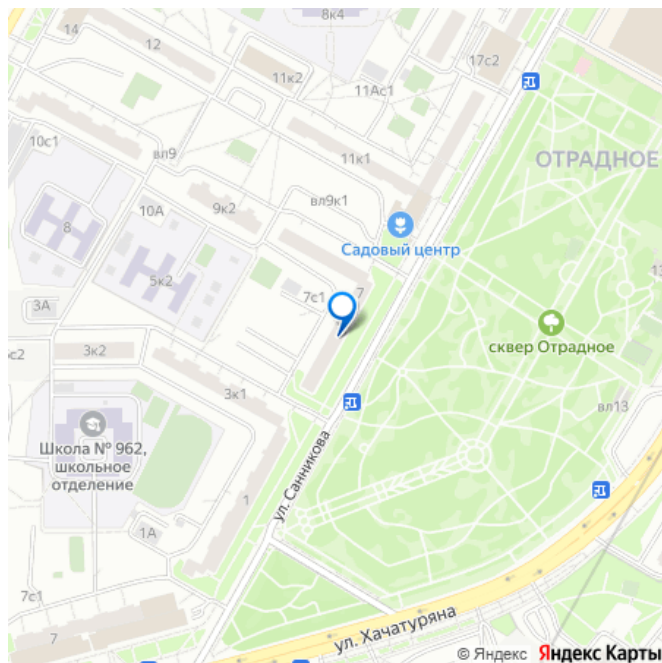 8к4
14
12
17с2
11к2
11Ас1
10с1
вл9
11к1
ОТРАДНОЕ
10А
9к2
вл9к1
8
Садовый центр
5к2
7с1
7
3А
сквер Отрадное
3к2
3к1
вл13
Школа № 962,
школьное
отделение
ул. Санникова
1
1А
7с1
7
ул. Хачатуряна
© Яндекс Яндекс Карты